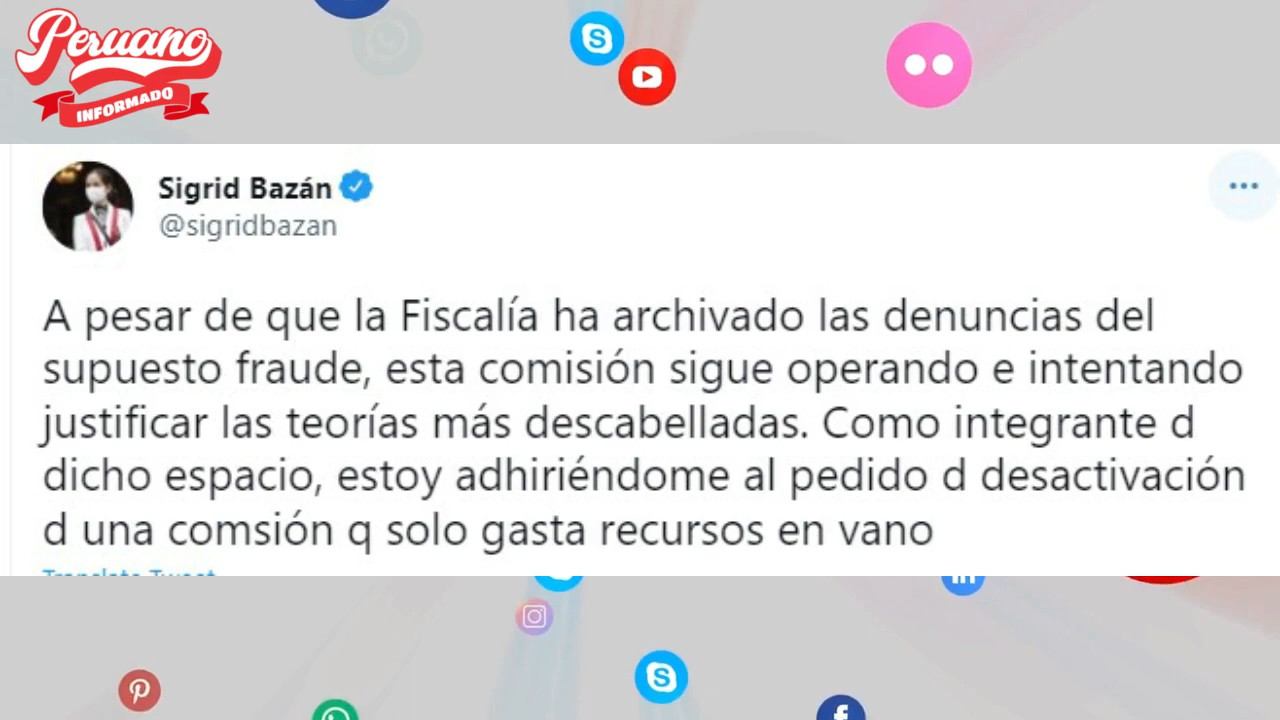 Peruano
INFORMADO
Sigrid Bazán
@sigridbazan
A pesar de que la Fiscalía ha archivado las denuncias del
supuesto fraude, esta comisión sigue operando e intentando
justificar las teorías más descabelladas. Como integrante d
dicho espacio, estoy adhiriéndome al pedido d desactivación
d una comsión q solo gasta recursos en vano
Translate Tweet